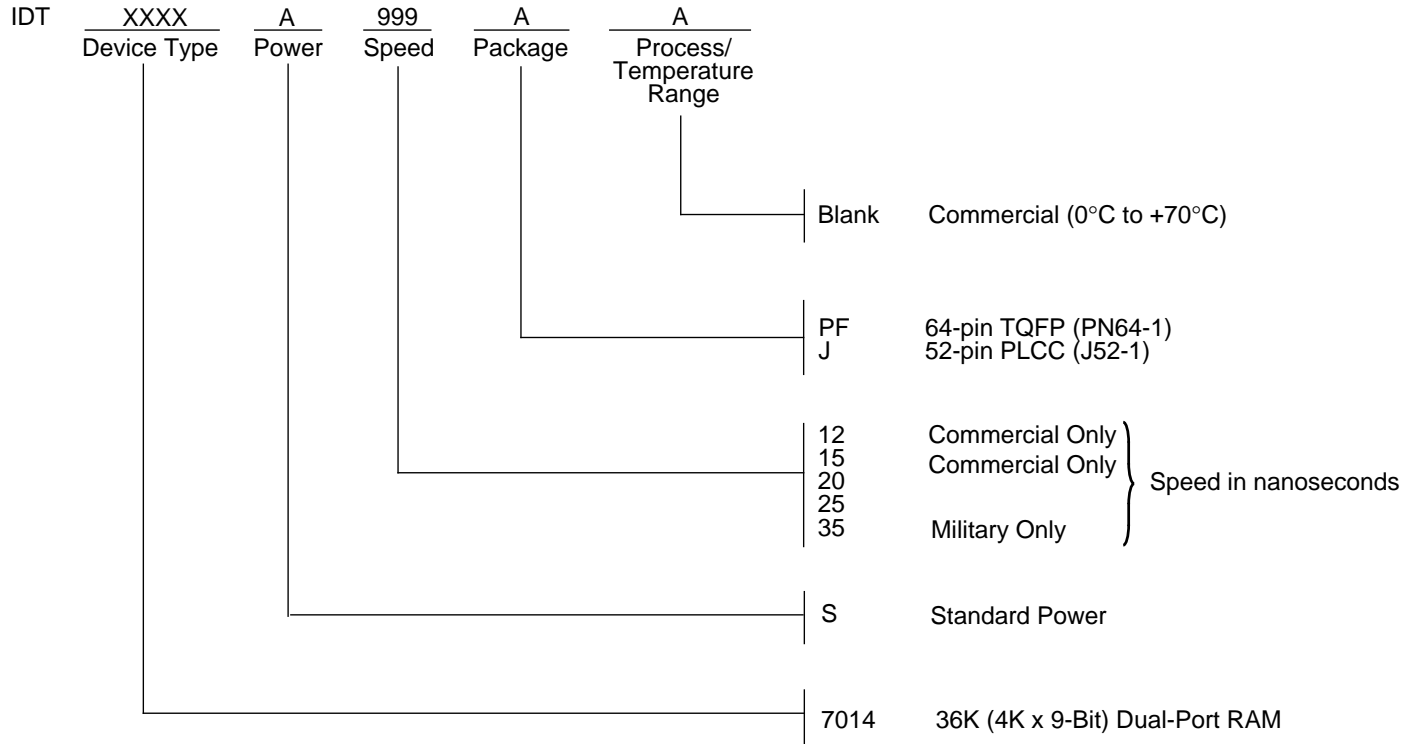 IDT XXXX A 999 A A
Device Type Power Speed Package Process/
Temperature
Range
Blank Commercial (0°C to +70°C)
PF 64-pin TQFP (PN64-1)
J 52-pin PLCC (J52-1)
12 Commercial Only
15 Commercial Only
20
25
35 Military Only
Speed in nanoseconds
S Standard Power
7014 36K (4K x 9-Bit) Dual-Port RAM